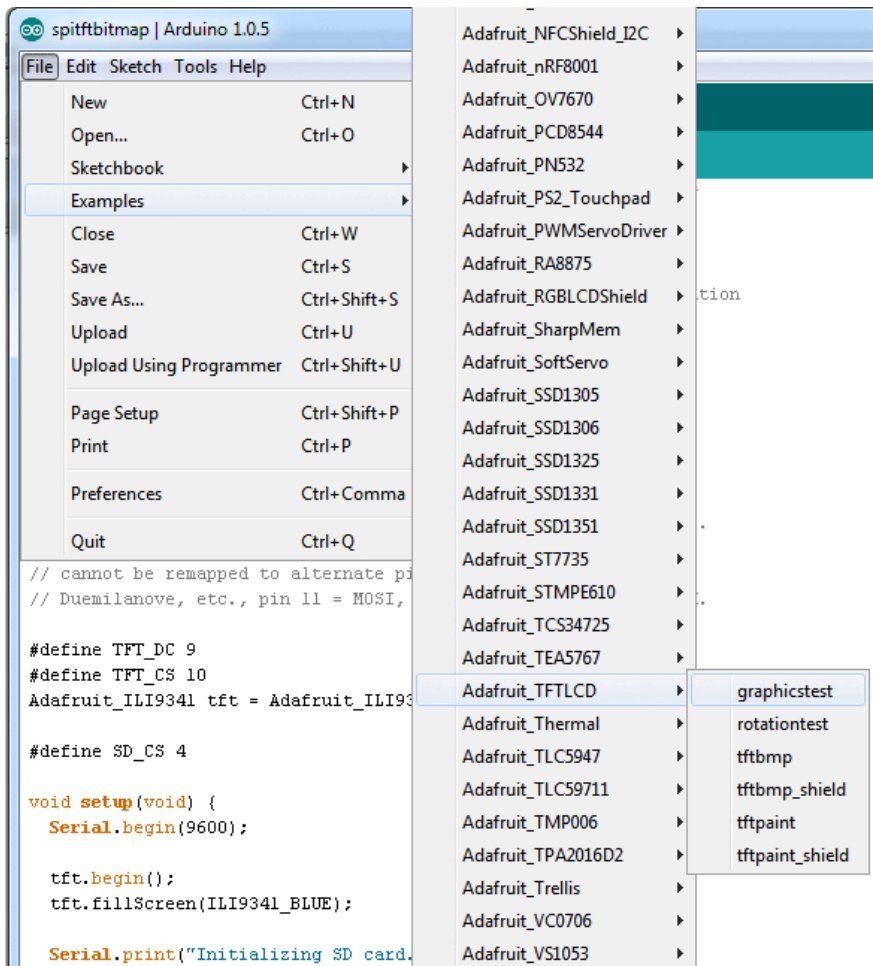 spitftbitmap | Arduino 1.0.5
File Edit Sketch Tools Help
New Ctrl+N
Open... Ctrl+O
Sketchbook
Examples
Close Ctrl+W
Save Ctrl+S
Save As... Ctrl+Shift+S
Upload Ctrl+U
Upload Using Programmer Ctrl+Shift+U
Page Setup Ctrl+Shift+P
Print Ctrl+P
Preferences Ctrl+Comma
Quit Ctrl+Q
Adafruit_NFCShield_I2C
Adafruit_nRF8001
Adafruit_OV7670
Adafruit_PCD8544
Adafruit_PN532
Adafruit_PS2_Touchpad
Adafruit_PWMServoDriver
Adafruit_RA8875
Adafruit_RGBLCDShield
Adafruit_SharpMem
Adafruit_SoftServo
Adafruit_SSD1305
Adafruit_SSD1306
Adafruit_SSD1325
Adafruit_SSD1331
Adafruit_SSD1351
Adafruit_ST7735
Adafruit_STMPE610
Adafruit_TCS34725
Adafruit_TEA5767
Adafruit_TFTLCD
Adafruit_Thermal
Adafruit_TLC5947
Adafruit_TLC59711
Adafruit_TMP006
Adafruit_TPA2016D2
Adafruit_Trellis
Adafruit_VC0706
Adafruit_VS1053
graphicstest
rotationtest
tftbmp
tftbmp_shield
tftpaint
tftpaint_shield
tion
// cannot be remapped to alternate pi
// Duemilanove, etc., pin 11 = MOSI,
#define TFT_DC 9
#define TFT_CS 10
Adafruit_ILI9341 tft = Adafruit_ILI93
#define SD_CS 4
void setup(void) {
Serial.begin(9600);
tft.begin();
tft.fillScreen(ILI9341_BLUE);
Serial.print("Initializing SD card.